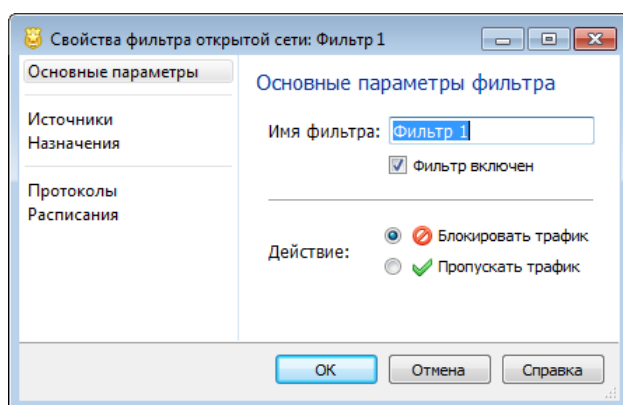 Свойства фильтра открытой сети: Фильтр 1
Основные параметры
Источники
Назначения
Протоколы
Расписания
Основные параметры фильтра
Имя фильтра: Фильтр 1
Фильтр включен
Действие:
Блокировать трафик
Пропускать трафик
ОК
Отмена
Справка